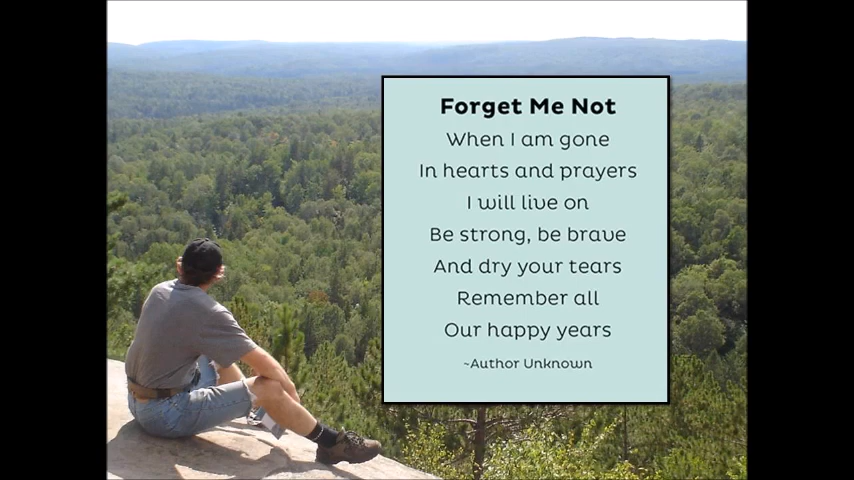 Forget Me Not
When I am gone
In hearts and prayers
I will live on
Be strong, be brave
And dry your tears
Remember all
Our happy years
~Author Unknown